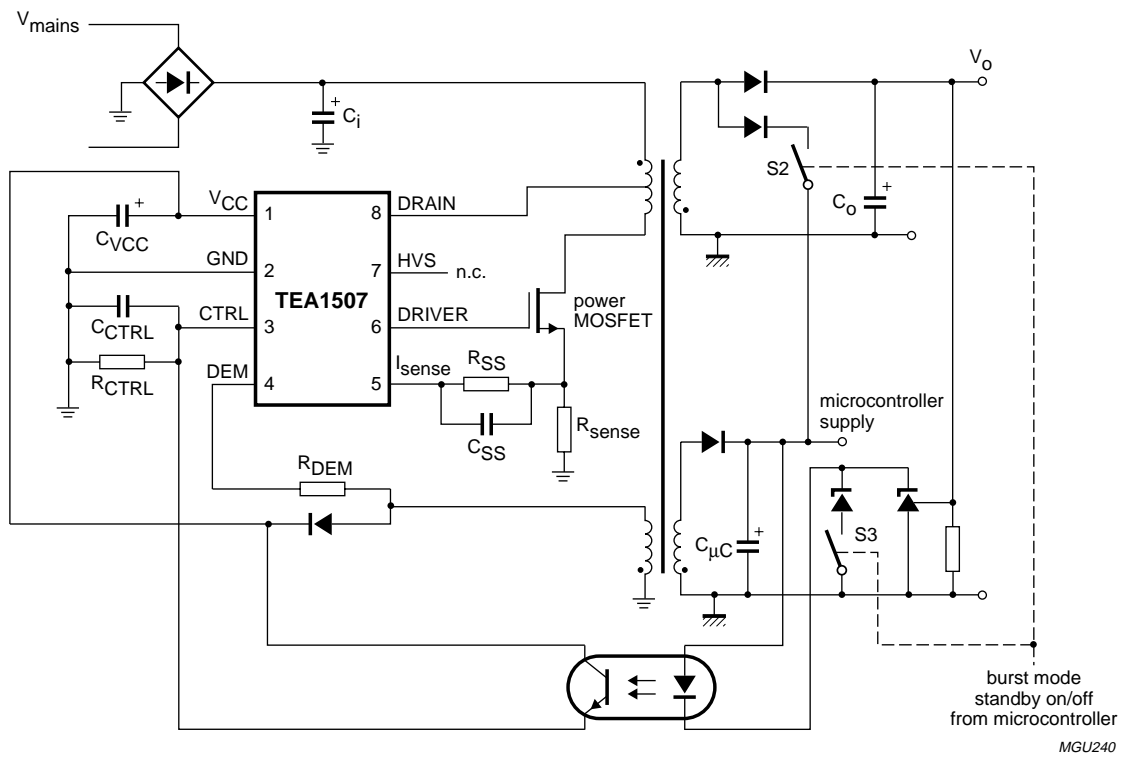 Vmains
Vo
Ci
S2
Co
VCC
1
8
DRAIN
CVCC
GND
2
7
HVS
n.c.
TEA1507
power
MOSFET
CCTRL
CTRL
3
6
DRIVER
RCTRL
DEM
4
5
Isense
RSS
CSS
Rsense
microcontroller
supply
RDEM
CμC
S3
burst mode
standby on/off
from microcontroller
MGU240